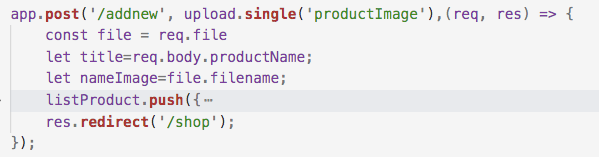 app.post('/addnew', upload.single('productImage'),(req, res) => {
const file = req.file
let title=req.body.productName;
let nameImage=file.filename;
listProduct.push({⋯
res.redirect('/shop');
});